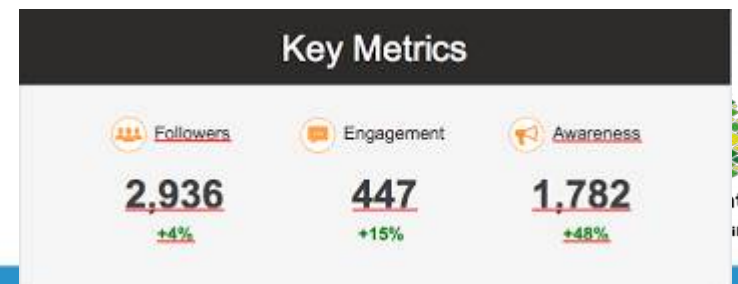 Key Metrics
Followers
Engagement
Awareness
2,936
447
1,782
+4%
+15%
+48%